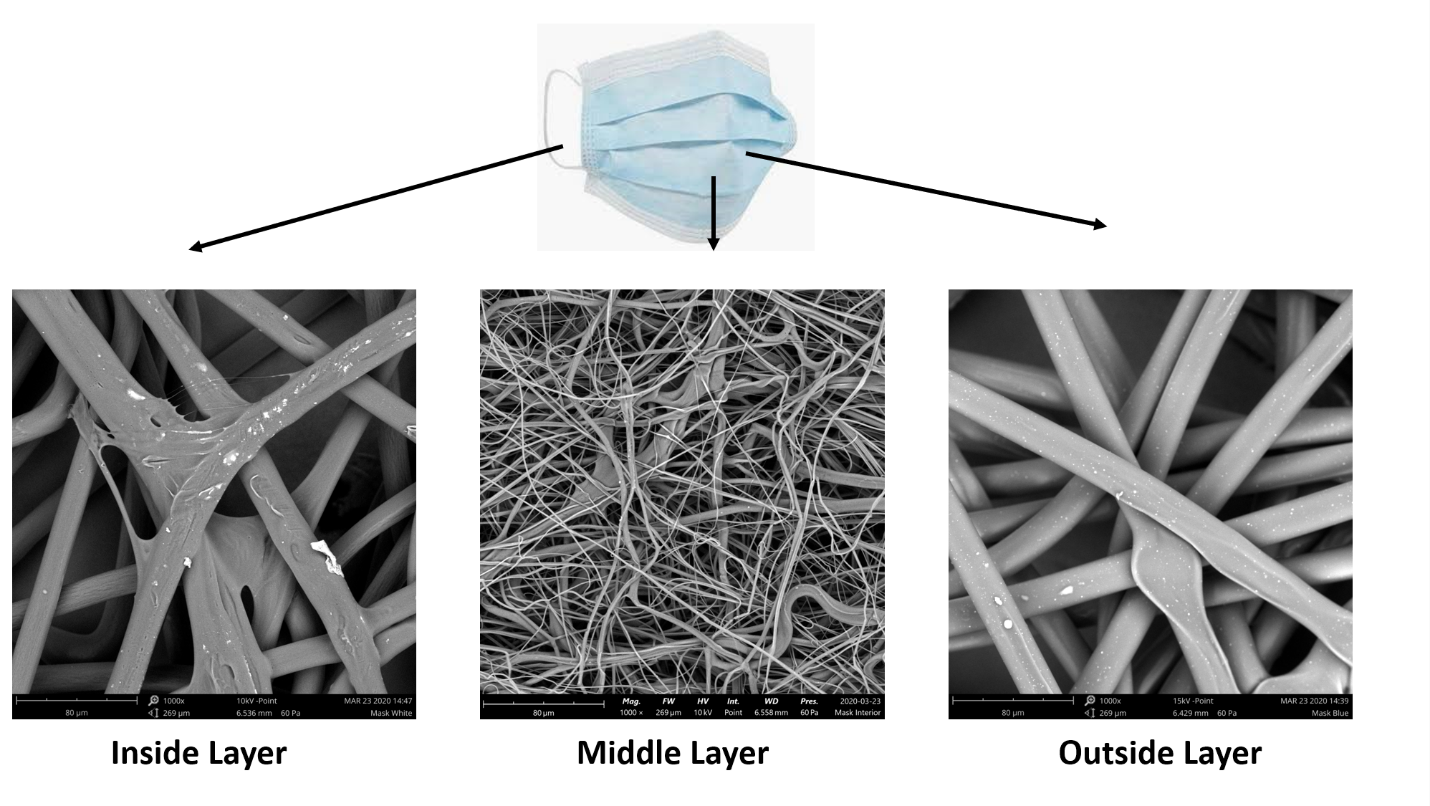 1000x 10kV -Point MAR 23 2020 14:47
80 µm 269 µm 6.536 mm 60 Pa Mask White
Mag. FW HV Int. WD Pres. 2020-03-23
80 µm 1000 × 269 µm 10 kV Point 6.558 mm 60 Pa Mask Interior
1000x 15kV -Point MAR 23 2020 14:39
80 µm 269 µm 6.429 mm 60 Pa Mask Blue
Inside Layer
Middle Layer
Outside Layer